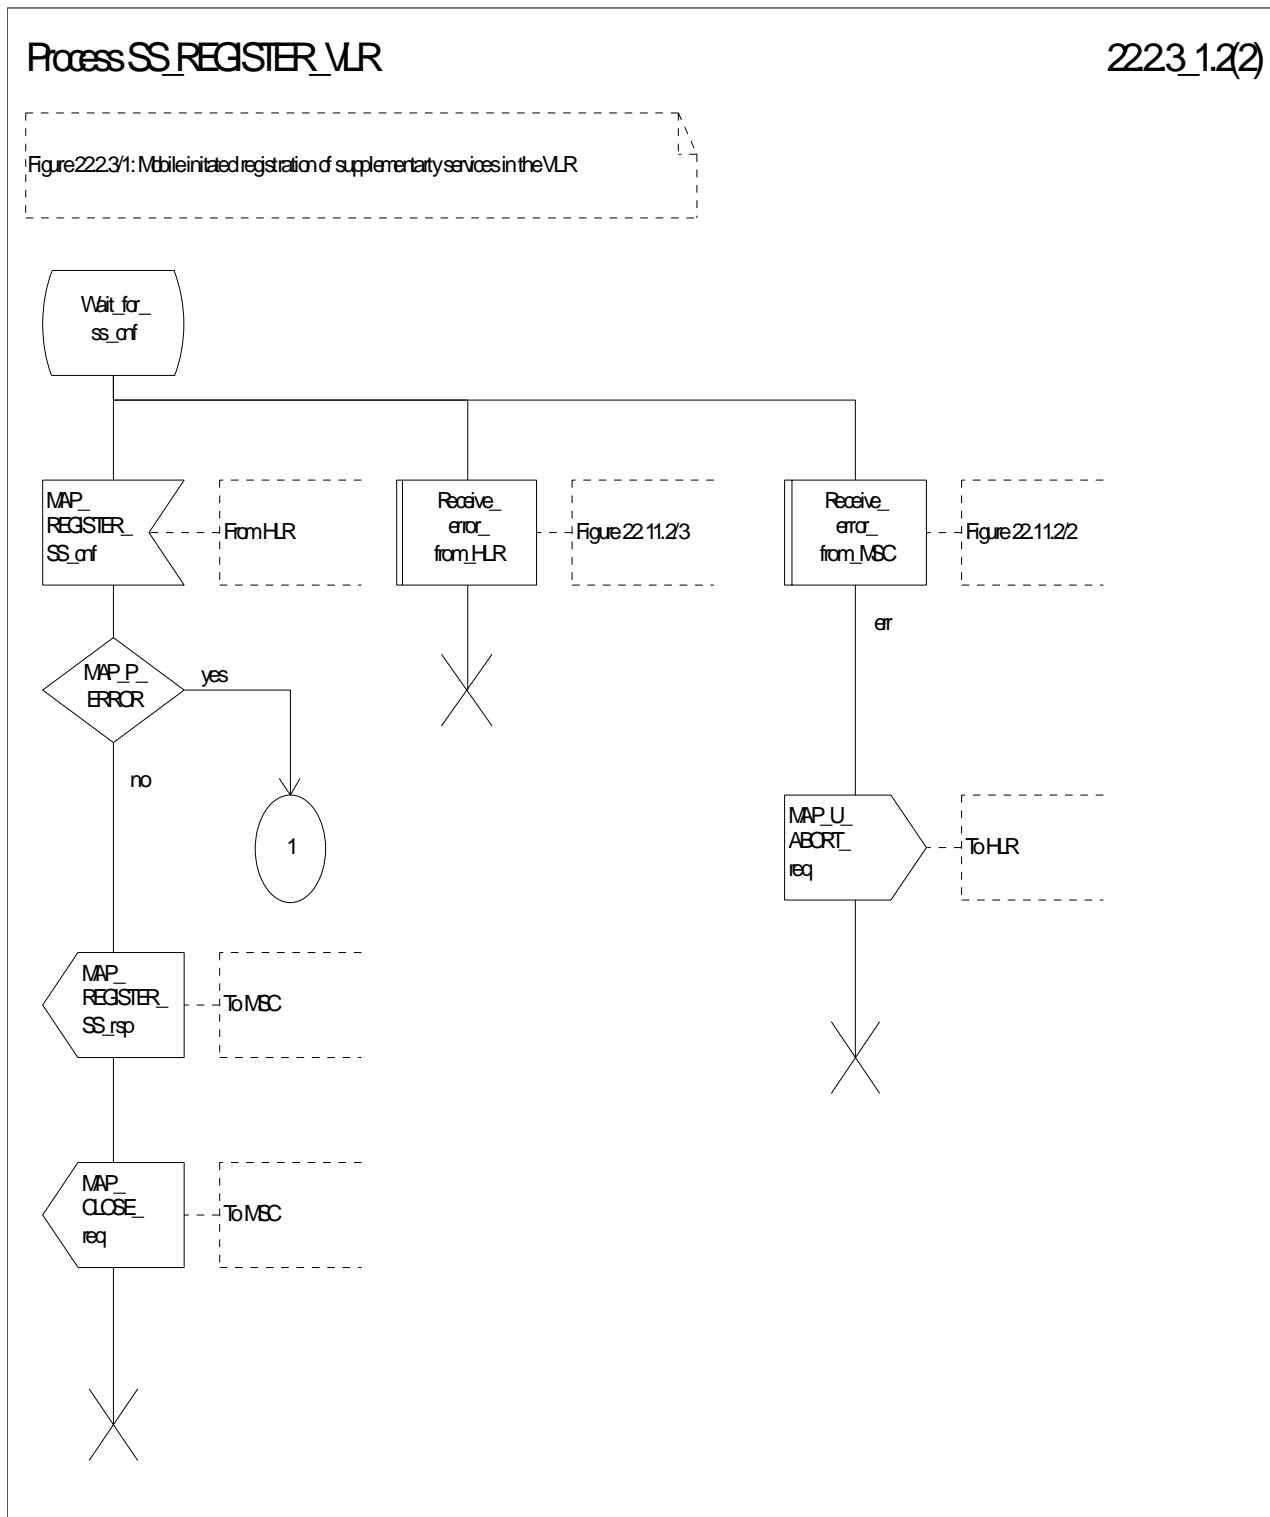 Process SS_REGISTER_VLR
22.2.3_1.2(2)
Figure 22.2.3/1: Mobile initated registration of supplementarty services in the VLR
Wait_for_
ss_cnf
MAP_
REGISTER_
SS_cnf
From HLR
Receive_
error_
from_HLR
Figure 22.11.2/3
Receive_
error_
from_MSC
Figure 22.11.2/2
err
MAP_P_
ERROR
yes
no
1
MAP_U_
ABORT_
req
To HLR
MAP_
REGISTER_
SS_rsp
To MSC
MAP_
CLOSE_
req
To MSC